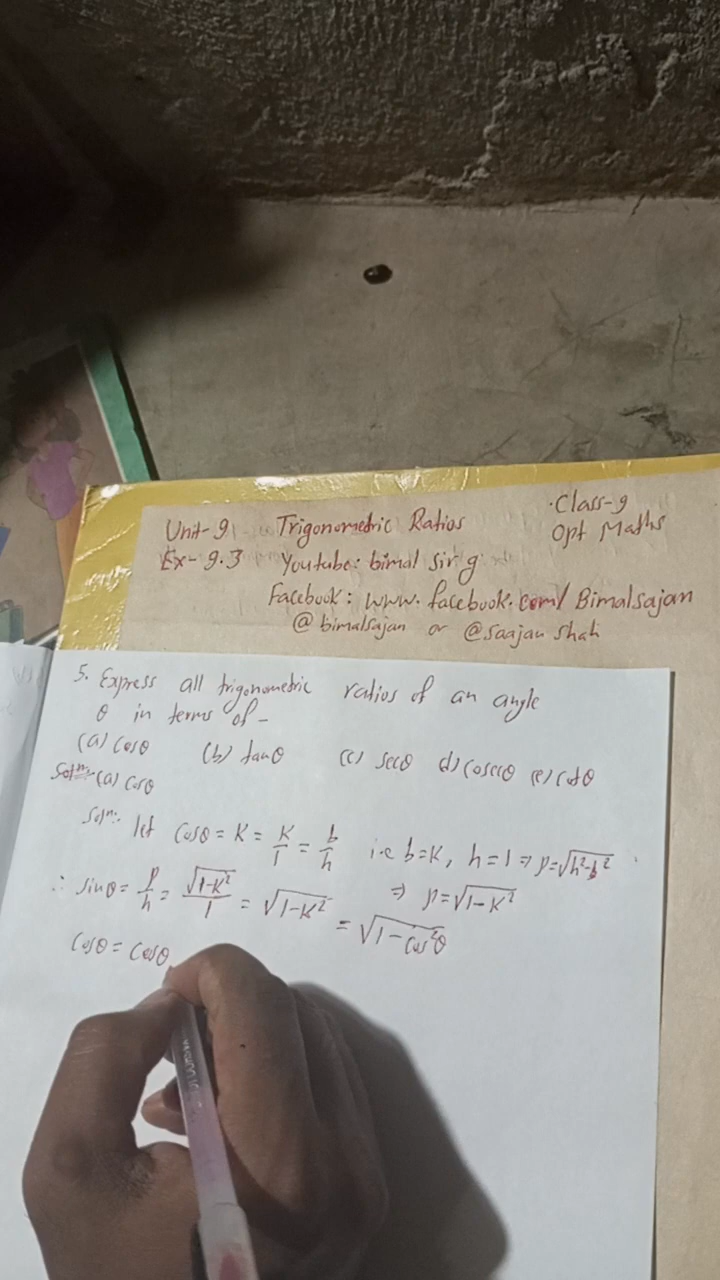 Unit-9 Trigonometric Ratios ·Class-9
Ex-9.3 Youtube: bimal sir g Opt Maths
Facebook: www.facebook.com/Bimalsajan
@bimalsajan or @saajan shah
5. Express all trigonometric ratios of an angle
θ in terms of -
(a) cosθ (b) tanθ (c) secθ d) cosecθ (e) cotθ
Solⁿ:- (a) cosθ
Solⁿ:- let cosθ = K = K/1 = b/h i.e b=K, h=1 ⇒ p=√h²-b²
∴ sinθ = p/h = √1-K²/1 = √1-K² ⇒ p=√1-K²
= √1-cos²θ
cosθ = cosθ